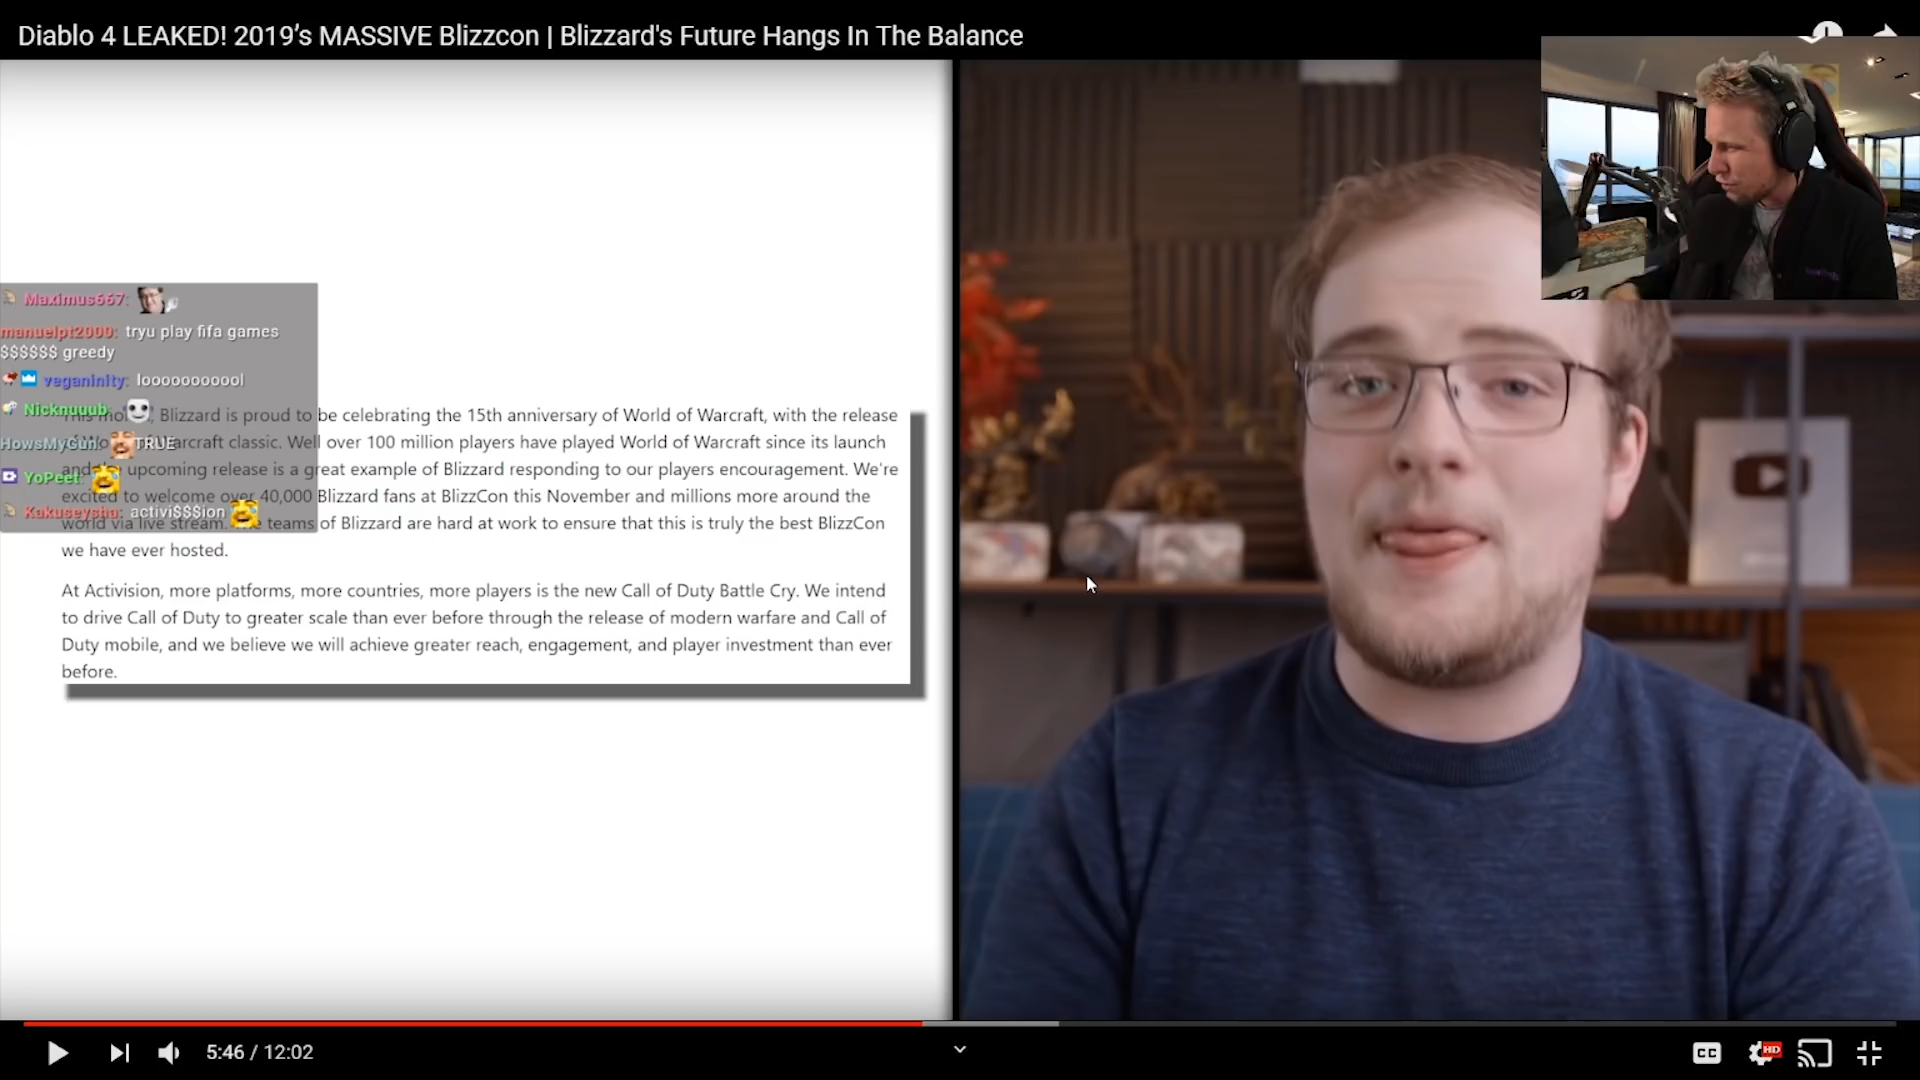 Diablo 4 LEAKED! 2019’s MASSIVE Blizzcon | Blizzard's Future Hangs In The Balance
Maximus667:
manuelpt2000: tryu play fifa games
$$$$$$ greedy
veganinity: loooooooool
Nicknuuub:
Blizzard is proud to be celebrating the 15th anniversary of World of Warcraft, with the release
HowsMyGun: TRUE
Warcraft classic. Well over 100 million players have played World of Warcraft since its launch
and upcoming release is a great example of Blizzard responding to our players encouragement. We're
YoPeet:
excited to welcome over 40,000 Blizzard fans at BlizzCon this November and millions more around the
Kakuseysha: activi$$$ion
world via live stream. teams of Blizzard are hard at work to ensure that this is truly the best BlizzCon
we have ever hosted.
At Activision, more platforms, more countries, more players is the new Call of Duty Battle Cry. We intend
to drive Call of Duty to greater scale than ever before through the release of modern warfare and Call of
Duty mobile, and we believe we will achieve greater reach, engagement, and player investment than ever
before.
5:46 / 12:02
CC
HD